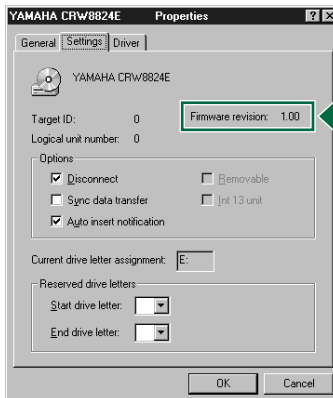 YAMAHA CRW8824E Properties
General Settings Driver
YAMAHA CRW8824E
Target ID: 0 Firmware revision: 1.00
Logical unit number: 0
Options
Disconnect Removable
Sync data transfer Int 13 unit
Auto insert notification
Current drive letter assignment: E:
Reserved drive letters
Start drive letter:
End drive letter:
OK Cancel